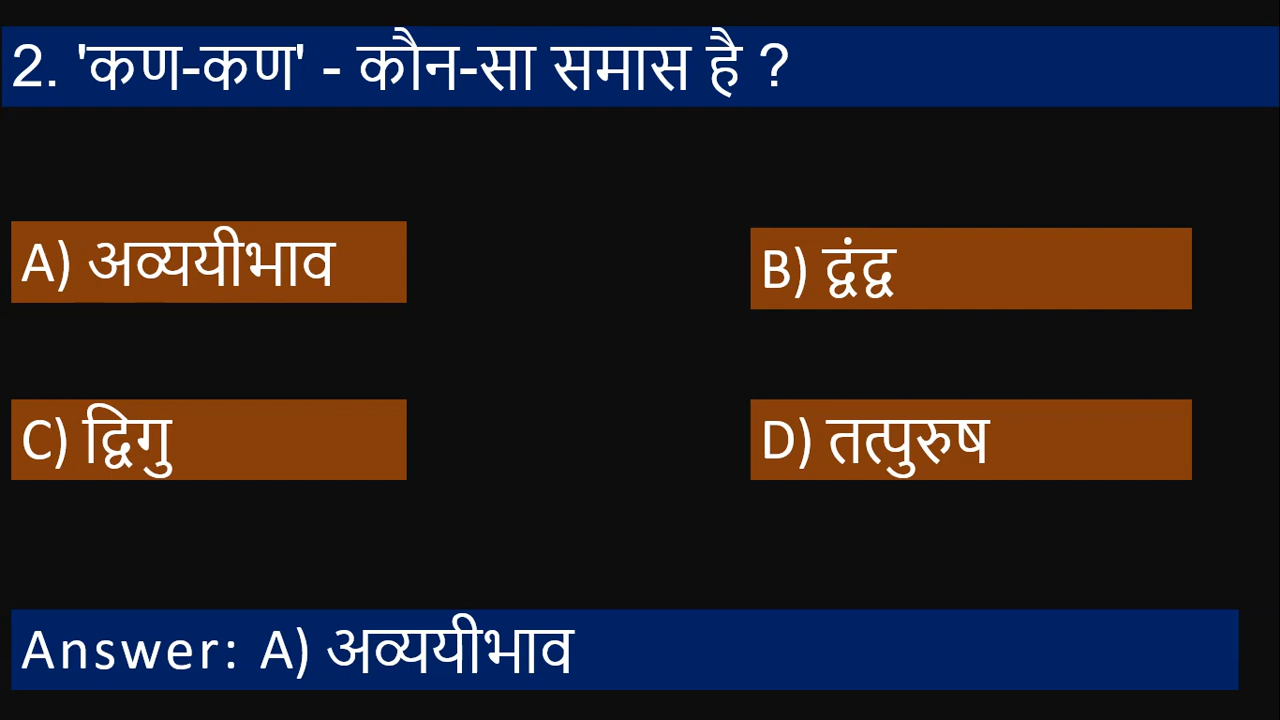 2. 'कण-कण' - कौन-सा समास है ?
A) अव्ययीभाव
B) द्वंद्व
C) द्विगु
D) तत्पुरुष
Answer: A) अव्ययीभाव